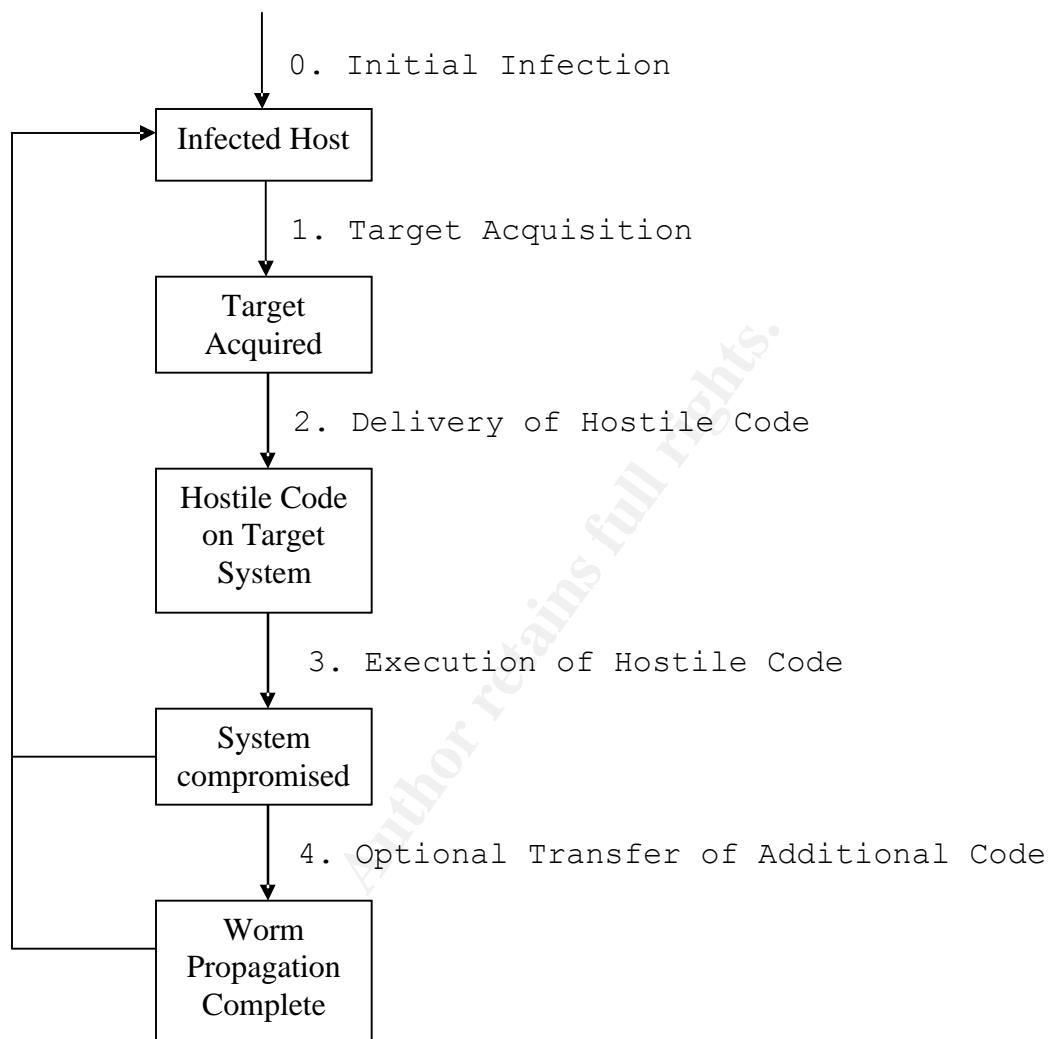 0. Initial Infection
Infected Host
1. Target Acquisition
Target
Acquired
2. Delivery of Hostile Code
Hostile Code
on Target
System
3. Execution of Hostile Code
System
compromised
4. Optional Transfer of Additional Code
Worm
Propagation
Complete
Author retains full rights.